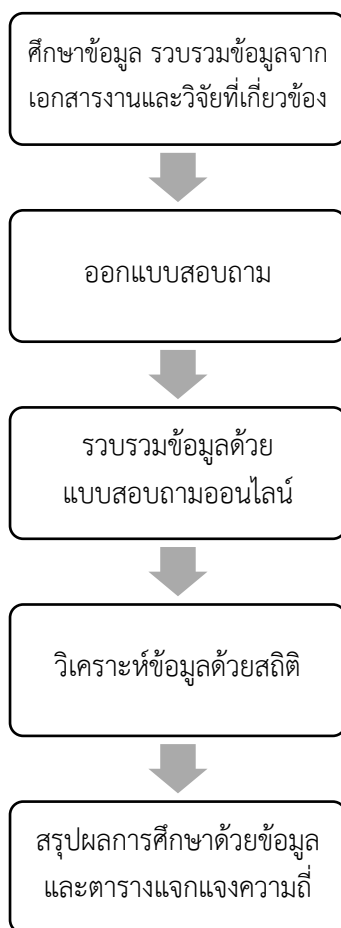 ศึกษาข้อมูล รวบรวมข้อมูลจาก
เอกสารงานและวิจัยที่เกี่ยวข้อง
ออกแบบสอบถาม
รวบรวมข้อมูลด้วย
แบบสอบถามออนไลน์
วิเคราะห์ข้อมูลด้วยสถิติ
สรุปผลการศึกษาด้วยข้อมูล
และตารางแจกแจงความถี่